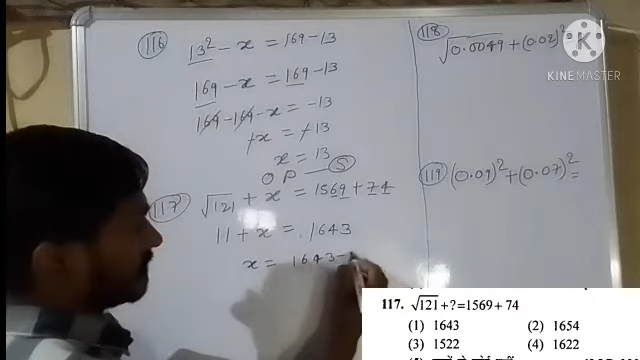 116 13² - x = 169 - 13
169 - x = 169 - 13
169 - 169 - x = -13
+x = +13
x = 13
OP — 5
117 √121 + x = 1569 + 74
11 + x = . 1643
x = 1643 -
118
√0.0049 + (0.02)²
KINEMASTER
119 (0.09)² + (0.07)² =
117. √121 + ? = 1569 + 74
(1) 1643 (2) 1654
(3) 1522 (4) 1622